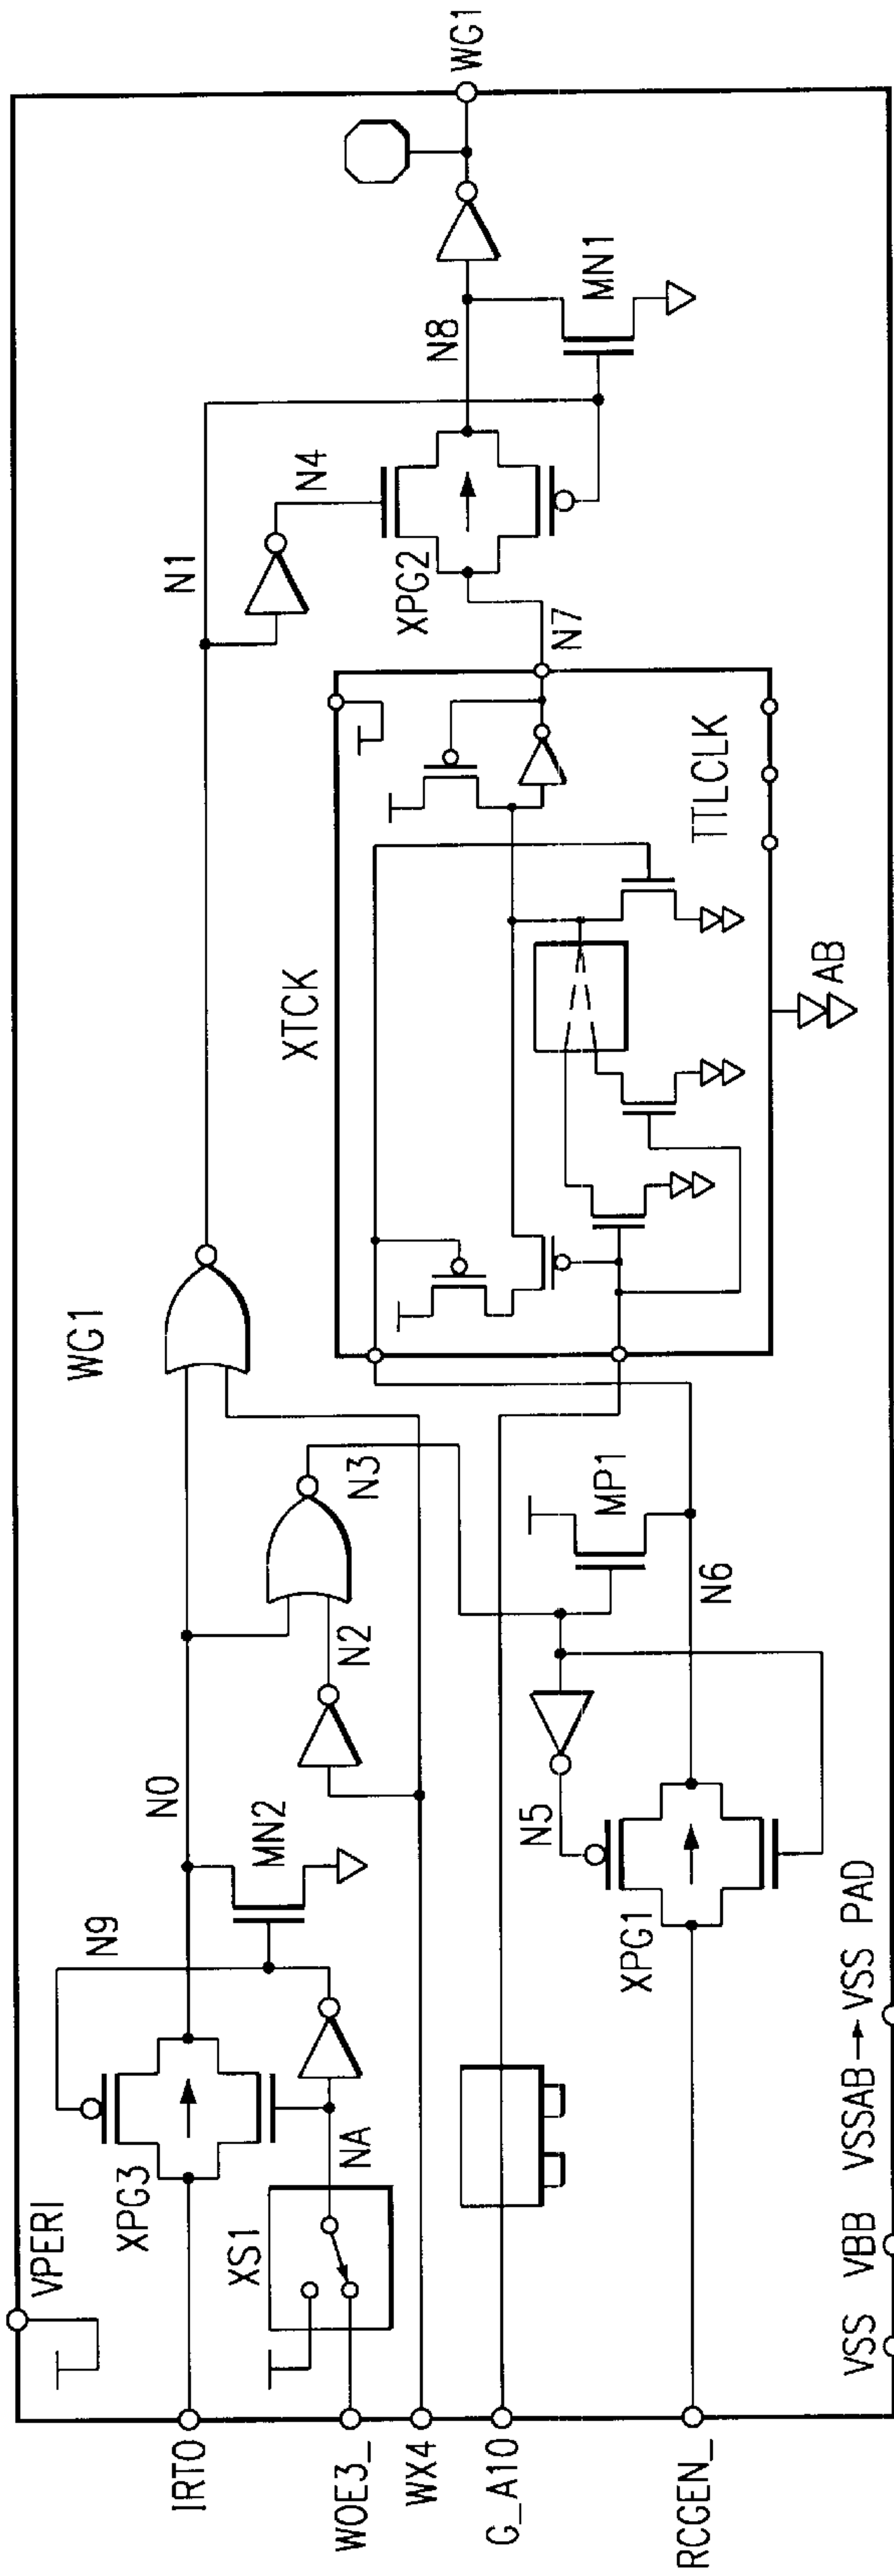 IRT0
WOE3_
WX4
G_A10
RCGEN_
VPERI
XPG3
N9
XS1
NA
MN2
N0
N2
N3
WG1
N1
N4
XPG2
N8
MN1
WG1
XTCK
TTLCLK
N7
AB
MP1
N6
N5
XPG1
VSS VBB VSSAB→VSS PAD